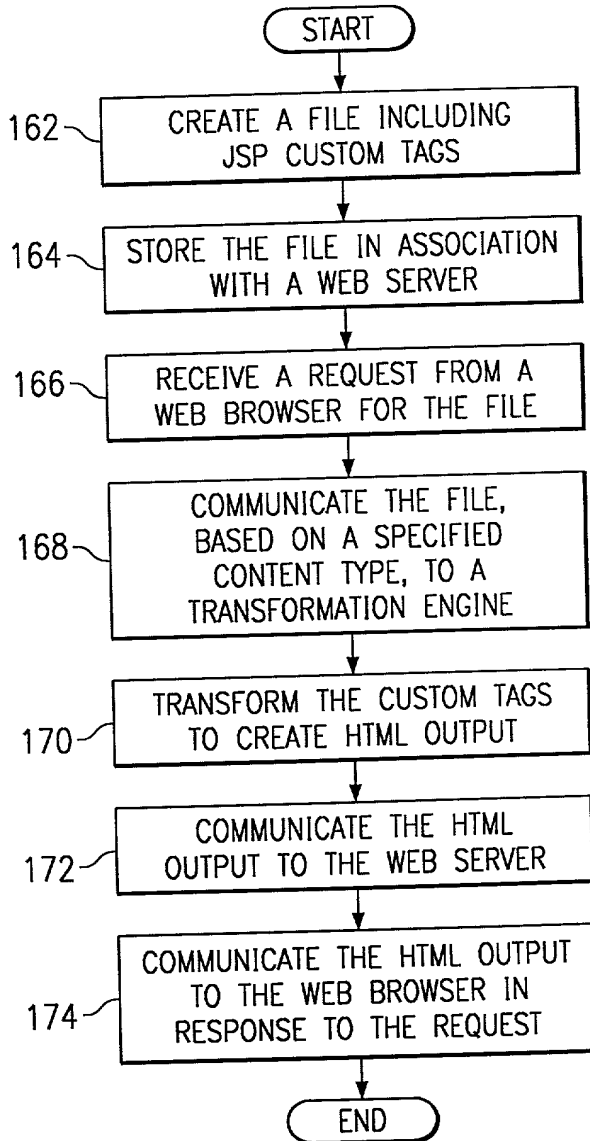 START
162
CREATE A FILE INCLUDING
JSP CUSTOM TAGS
164
STORE THE FILE IN ASSOCIATION
WITH A WEB SERVER
166
RECEIVE A REQUEST FROM A
WEB BROWSER FOR THE FILE
168
COMMUNICATE THE FILE,
BASED ON A SPECIFIED
CONTENT TYPE, TO A
TRANSFORMATION ENGINE
170
TRANSFORM THE CUSTOM TAGS
TO CREATE HTML OUTPUT
172
COMMUNICATE THE HTML
OUTPUT TO THE WEB SERVER
174
COMMUNICATE THE HTML OUTPUT
TO THE WEB BROWSER IN
RESPONSE TO THE REQUEST
END